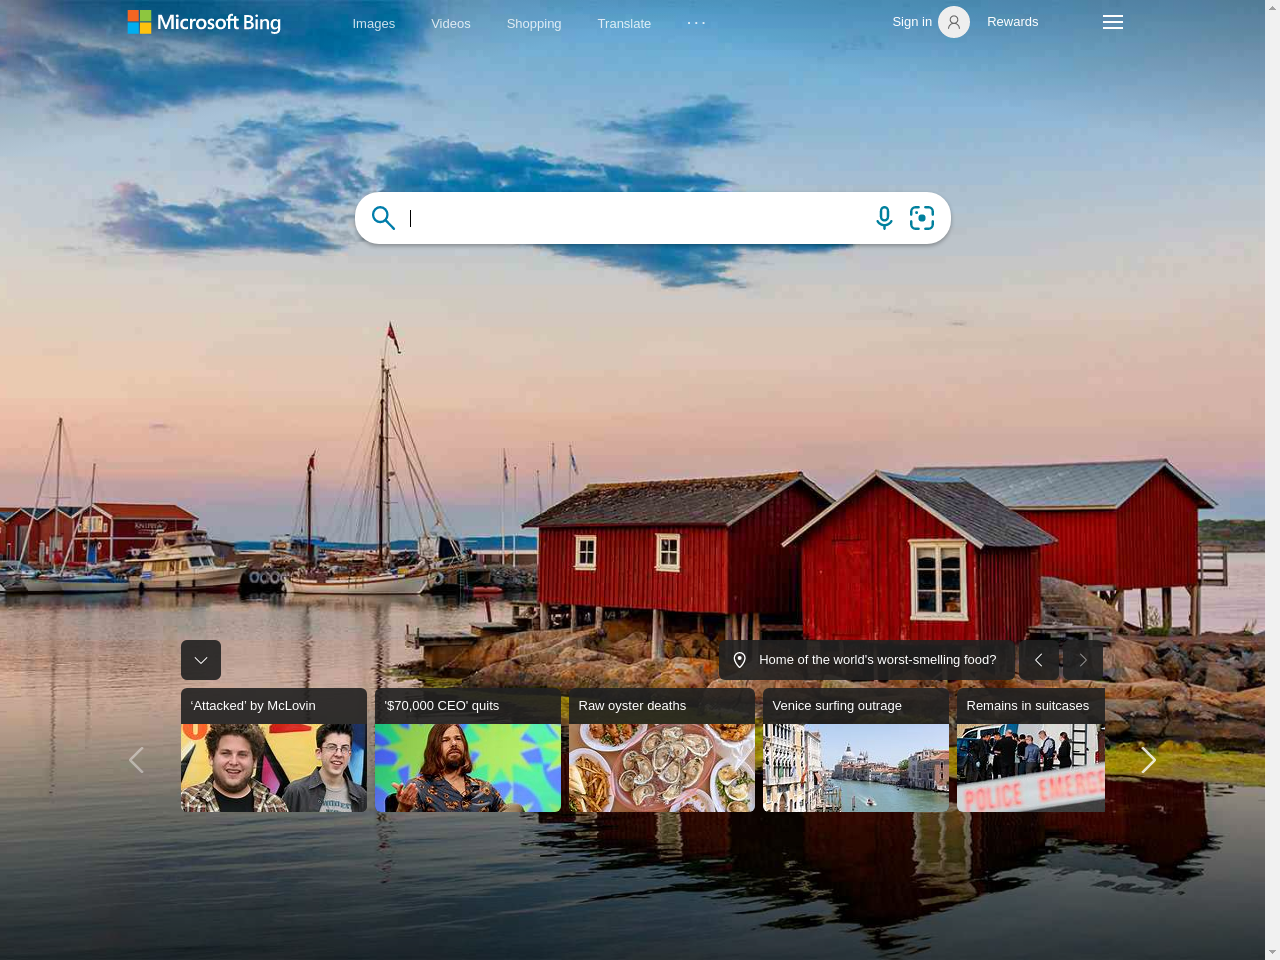 Microsoft Bing
Images
Videos
Shopping
Translate
Sign in
Rewards
Home of the world's worst-smelling food?
‘Attacked’ by McLovin
'$70,000 CEO' quits
Raw oyster deaths
Venice surfing outrage
Remains in suitcases
POLICE EMERGE